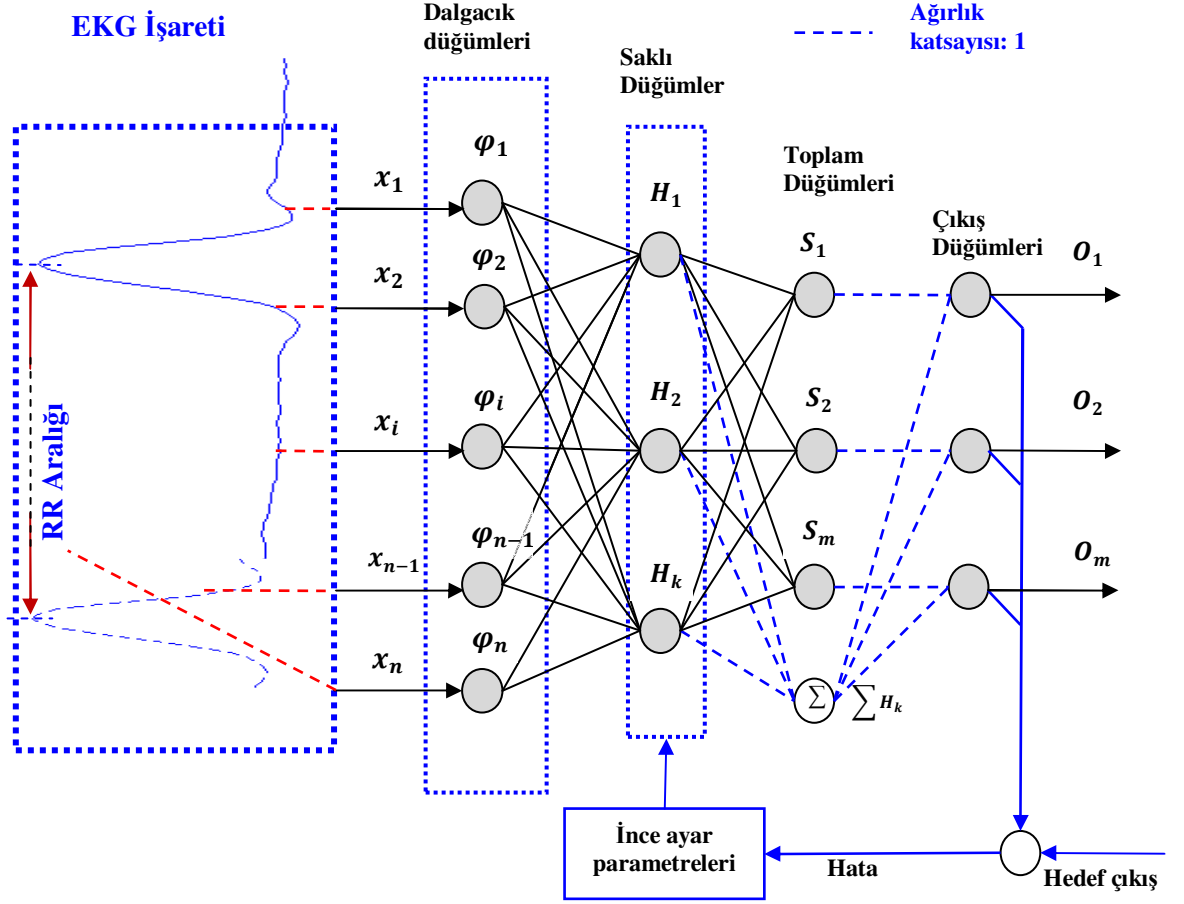 EKG İşareti
Dalgacık
düğümleri
Saklı
Düğümler
Ağırlık
katsayısı: 1
Toplam
Düğümleri
Çıkış
Düğümleri
x₁
x₂
xᵢ
xₙ₋₁
xₙ
φ₁
φ₂
φᵢ
φₙ₋₁
φₙ
H₁
H₂
Hₖ
S₁
S₂
Sₘ
∑
∑ Hₖ
O₁
O₂
Oₘ
RR Aralığı
İnce ayar
parametreleri
Hata
Hedef çıkış